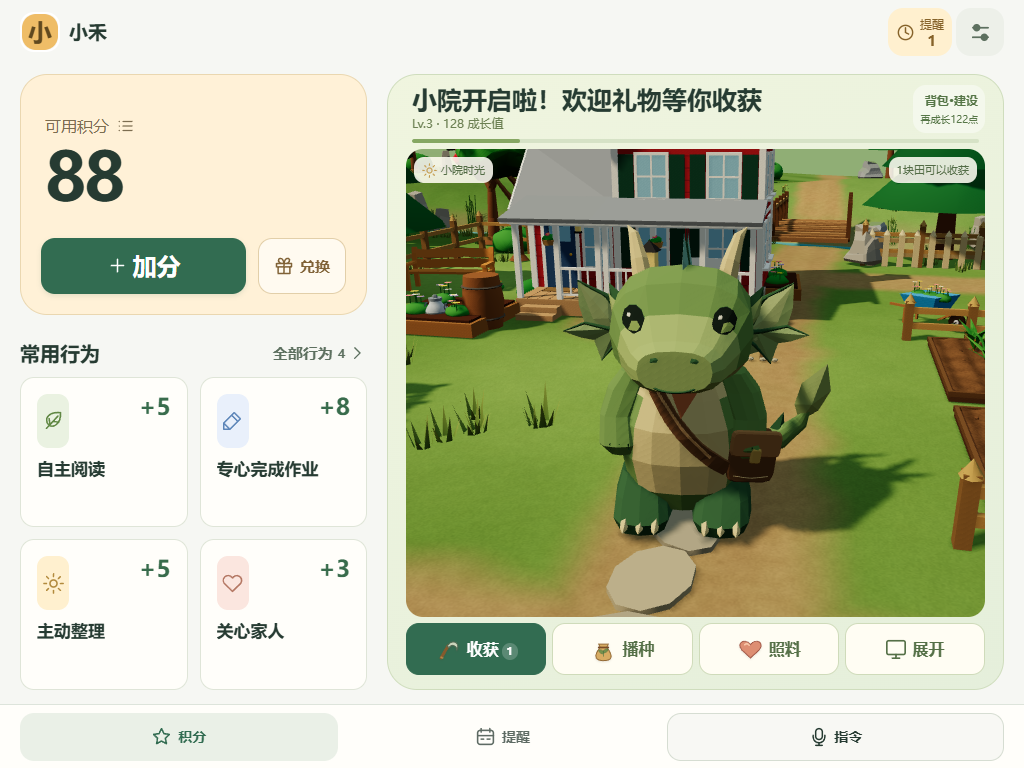 小 小禾
提醒
1
可用积分
88
+ 加分
兑换
常用行为
全部行为 4
+5
自主阅读
+8
专心完成作业
+5
主动整理
+3
关心家人
小院开启啦！欢迎礼物等你收获
Lv.3 · 128 成长值
背包•建设
再成长122点
小院时光
1块田可以收获
收获 1
播种
照料
展开
积分
提醒
指令